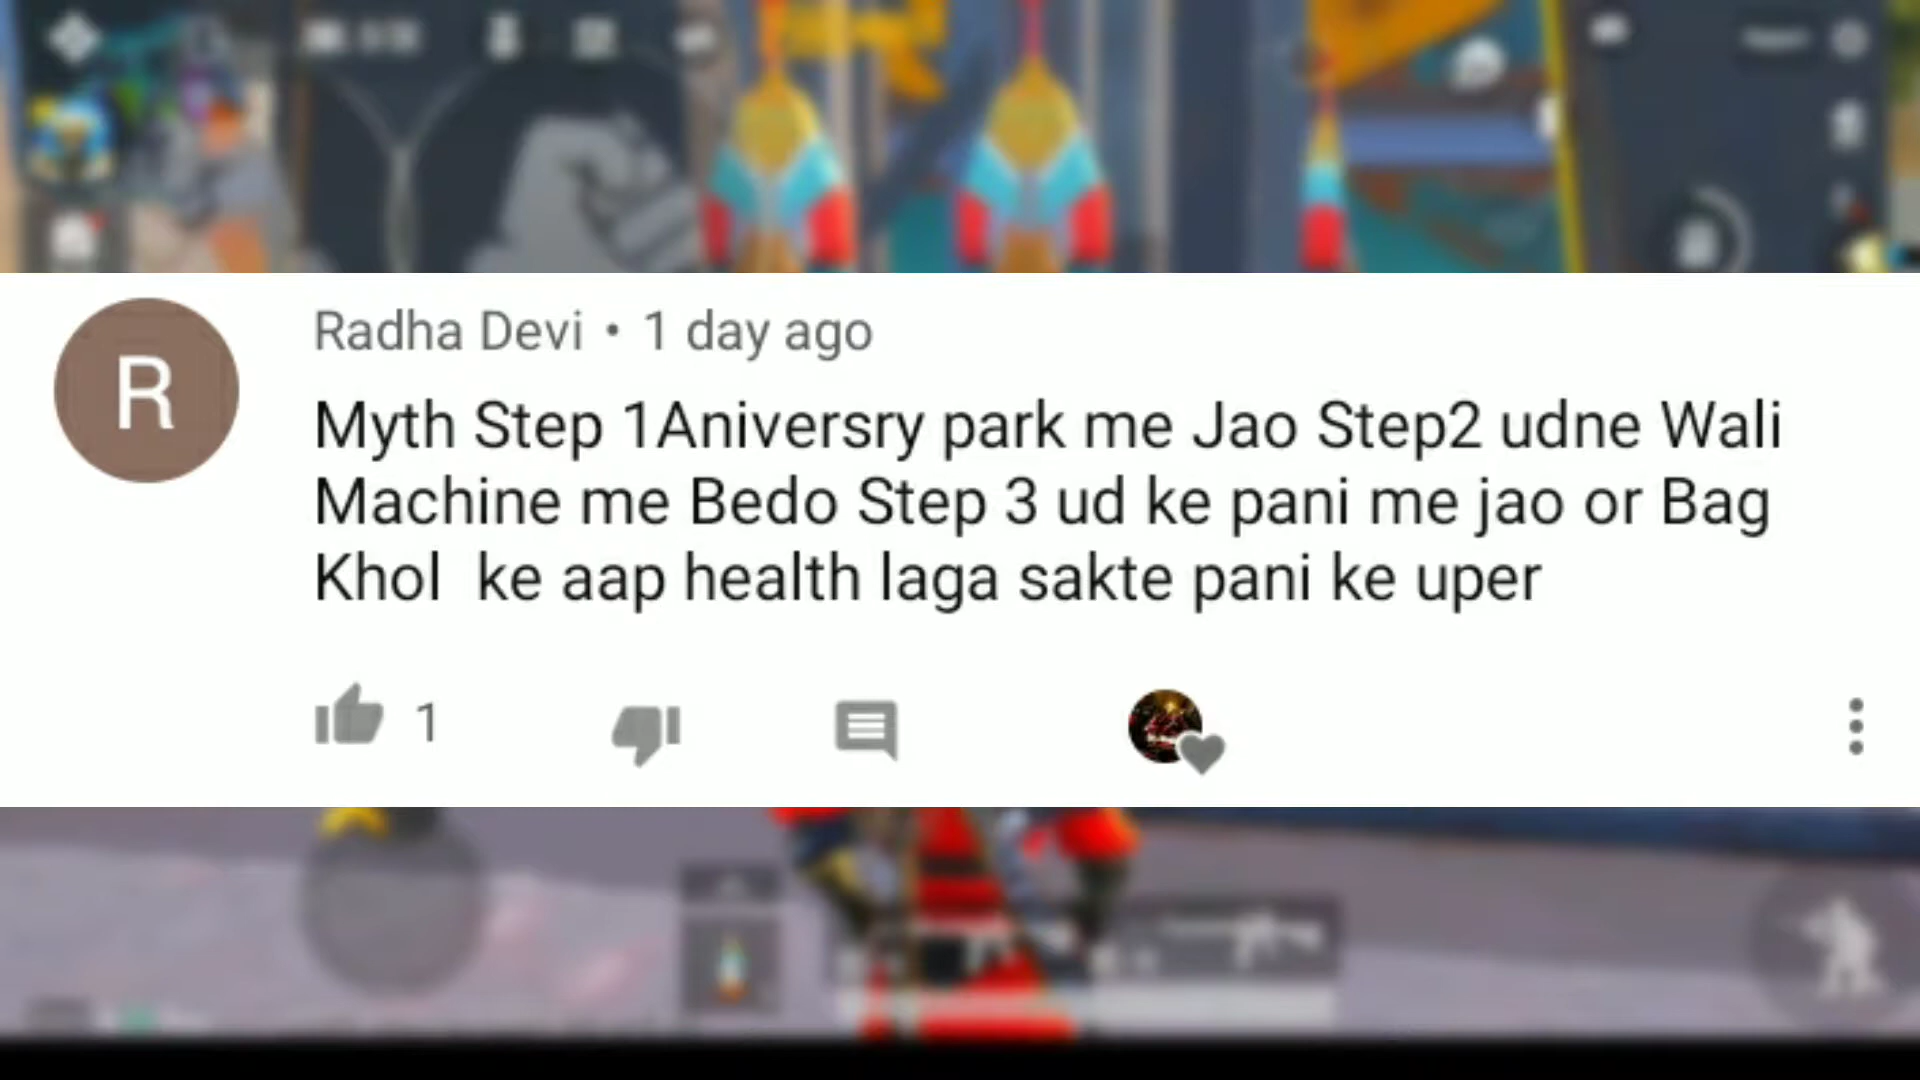 R
Radha Devi • 1 day ago
Myth Step 1Aniversry park me Jao Step2 udne Wali
Machine me Bedo Step 3 ud ke pani me jao or Bag
Khol  ke aap health laga sakte pani ke uper
1